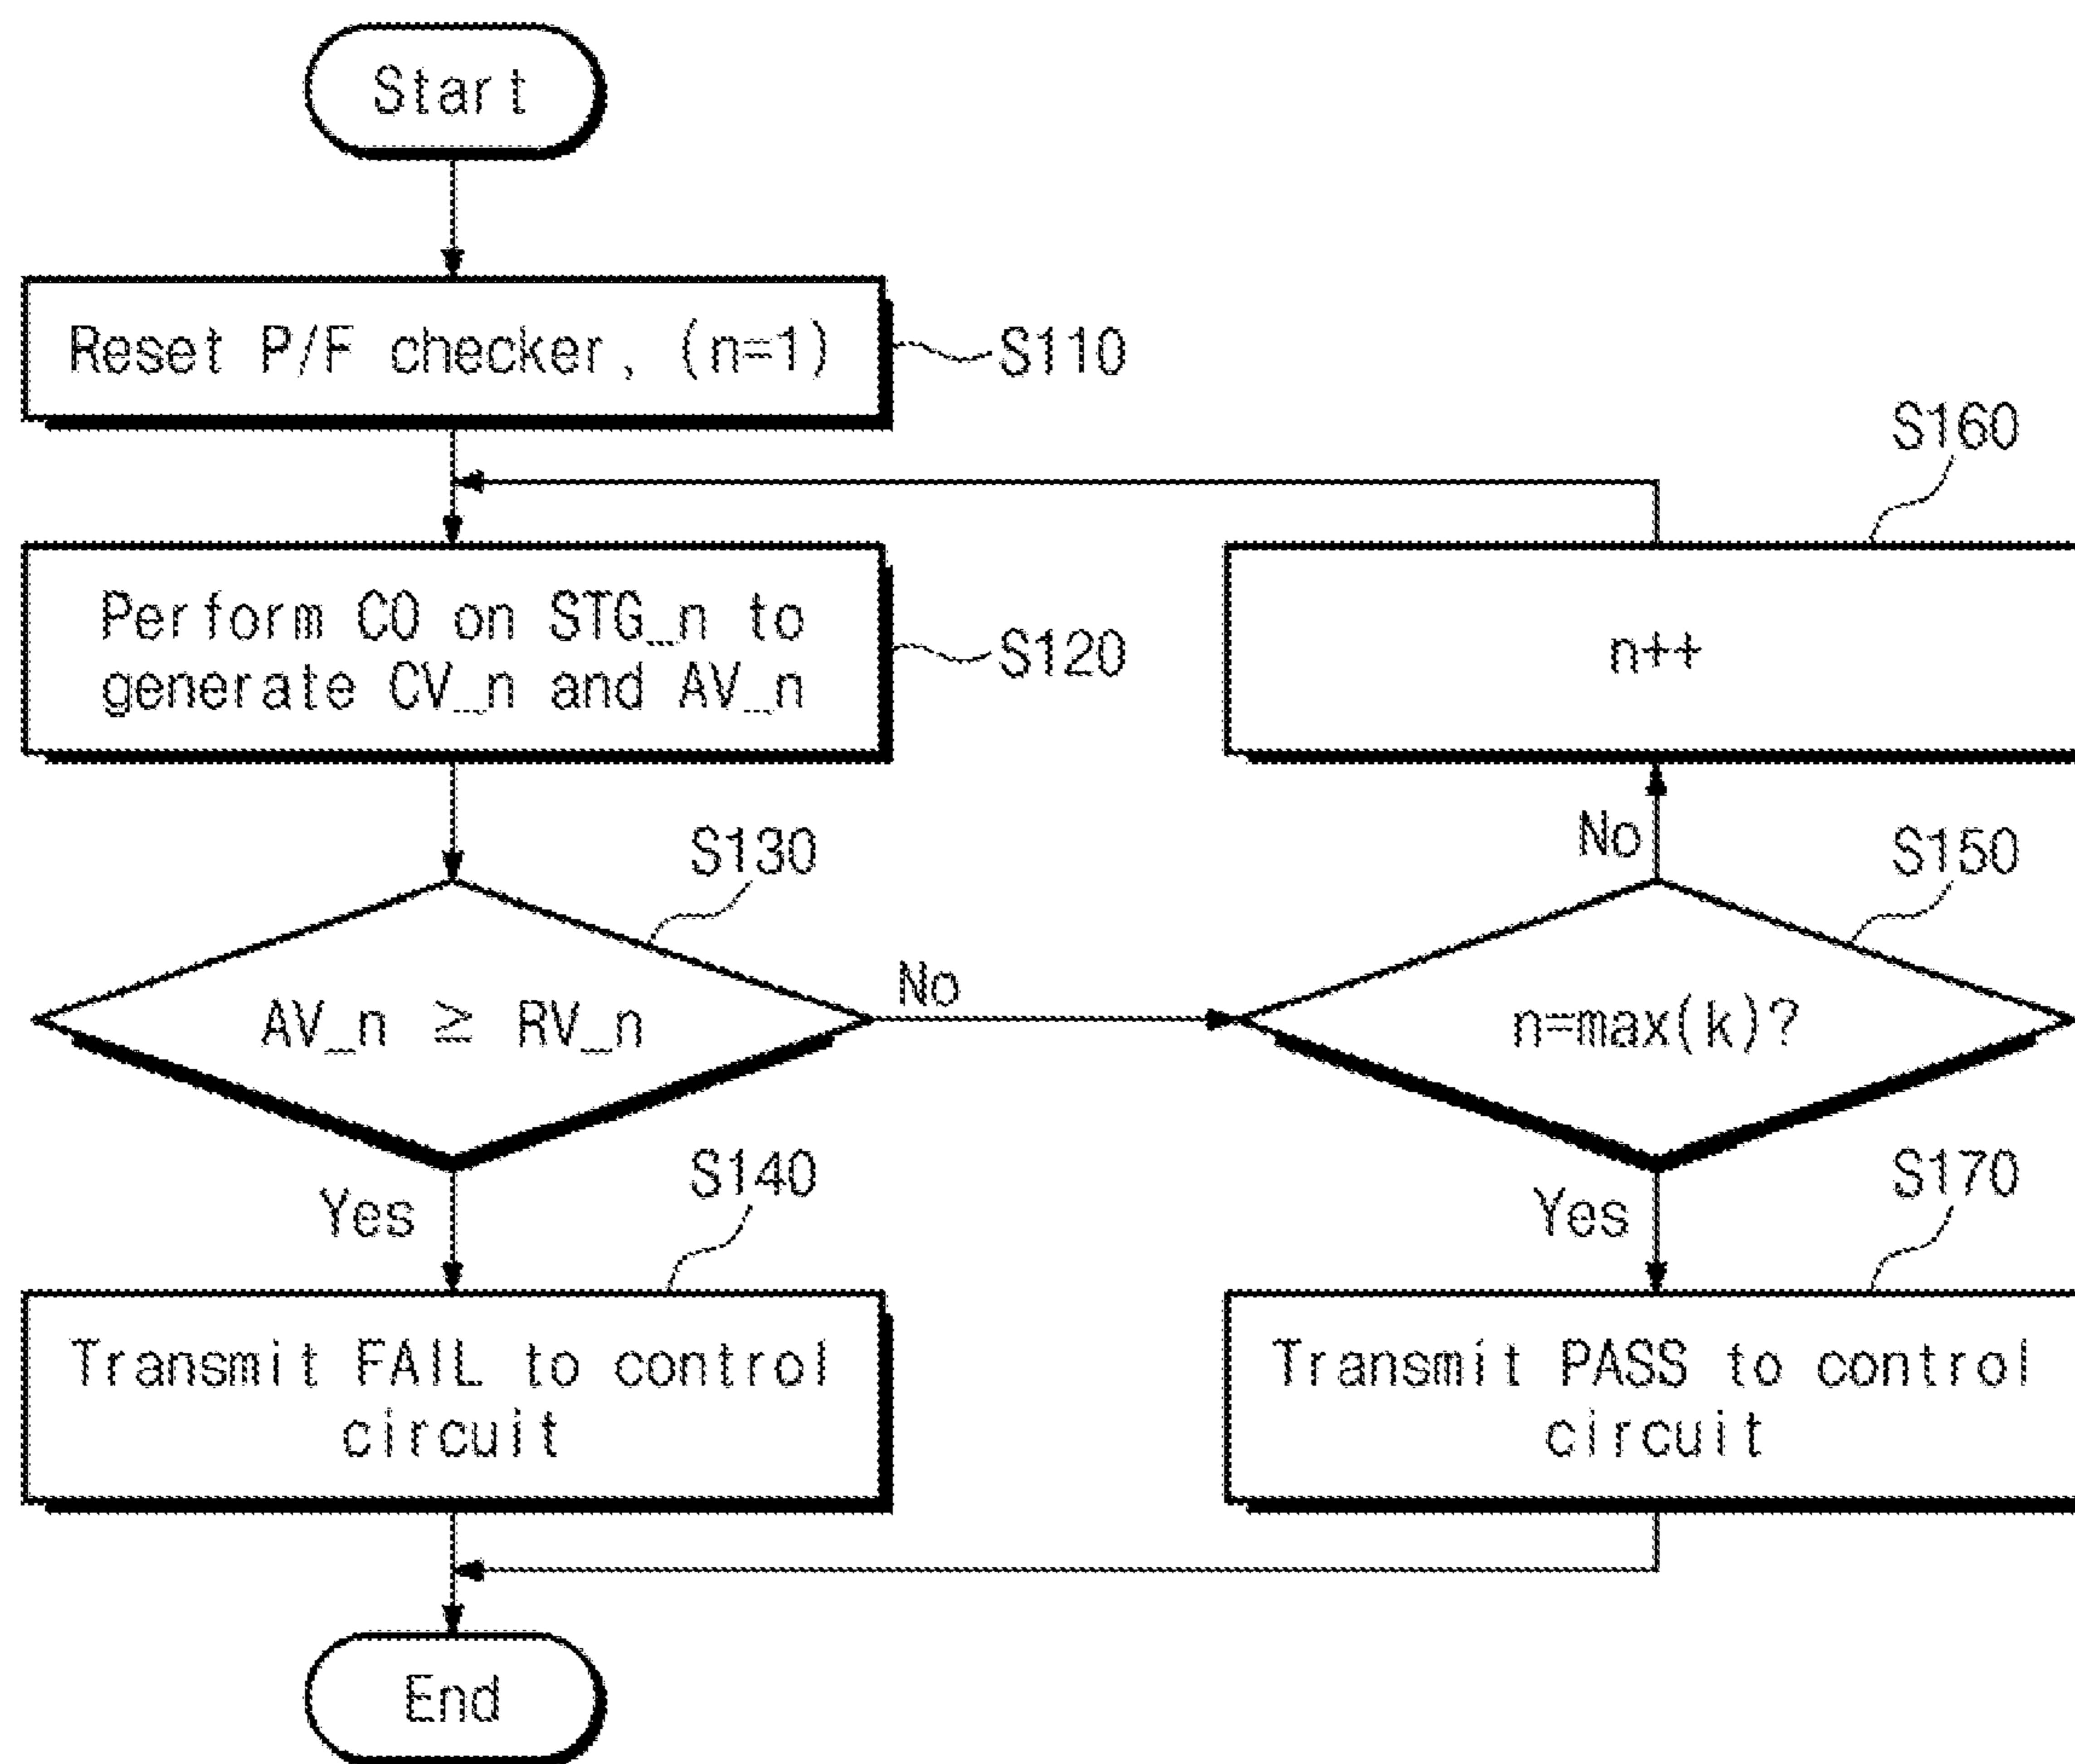 Start
Reset P/F checker, (n=1)
S110
S160
Perform CO on STG_n to
generate CV_n and AV_n
S120
n++
S130
No
S150
AV_n ≧ RV_n
No
n=max(k)?
Yes
S140
Yes
S170
Transmit FAIL to control
circuit
Transmit PASS to control
circuit
End